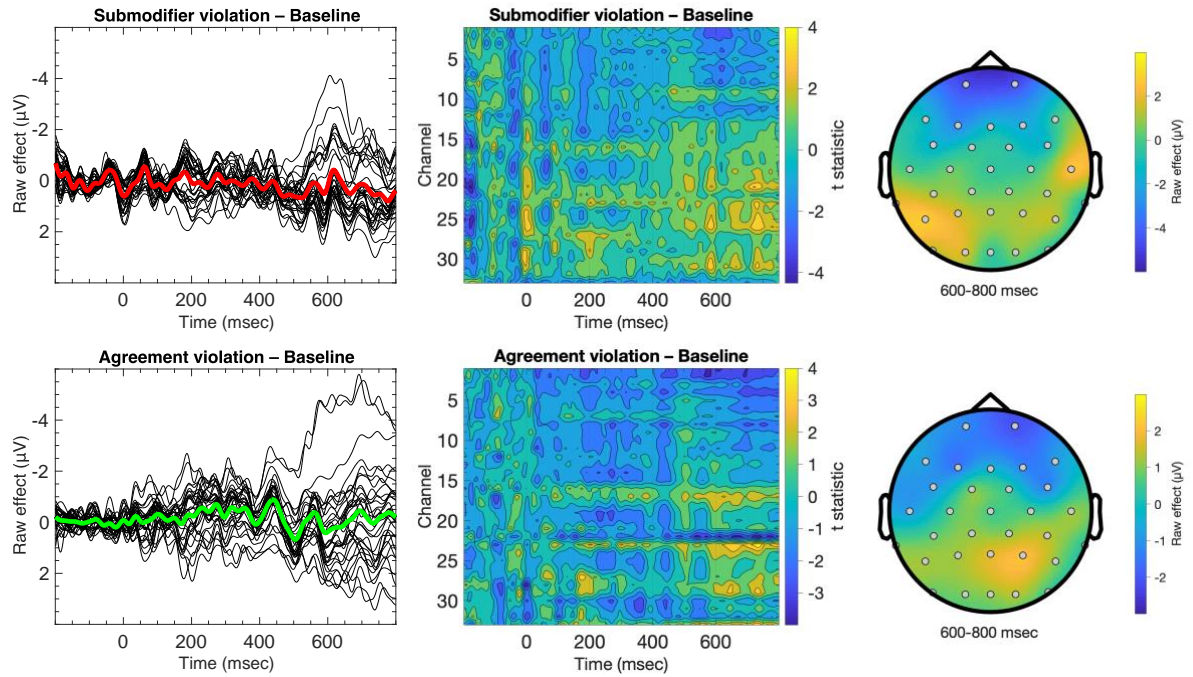 Submodifier violation – Baseline
-4
-2
0
2
Raw effect (µV)
0 200 400 600
Time (msec)
Submodifier violation – Baseline
5
10
15
20
25
30
Channel
0 200 400 600
Time (msec)
4
2
0
-2
-4
t statistic
600-800 msec
2
0
-2
-4
Raw effect (µV)
Agreement violation – Baseline
-4
-2
0
2
Raw effect (µV)
0 200 400 600
Time (msec)
Agreement violation – Baseline
5
10
15
20
25
30
Channel
0 200 400 600
Time (msec)
4
3
2
1
0
-1
-2
-3
t statistic
600-800 msec
2
1
0
-1
-2
Raw effect (µV)